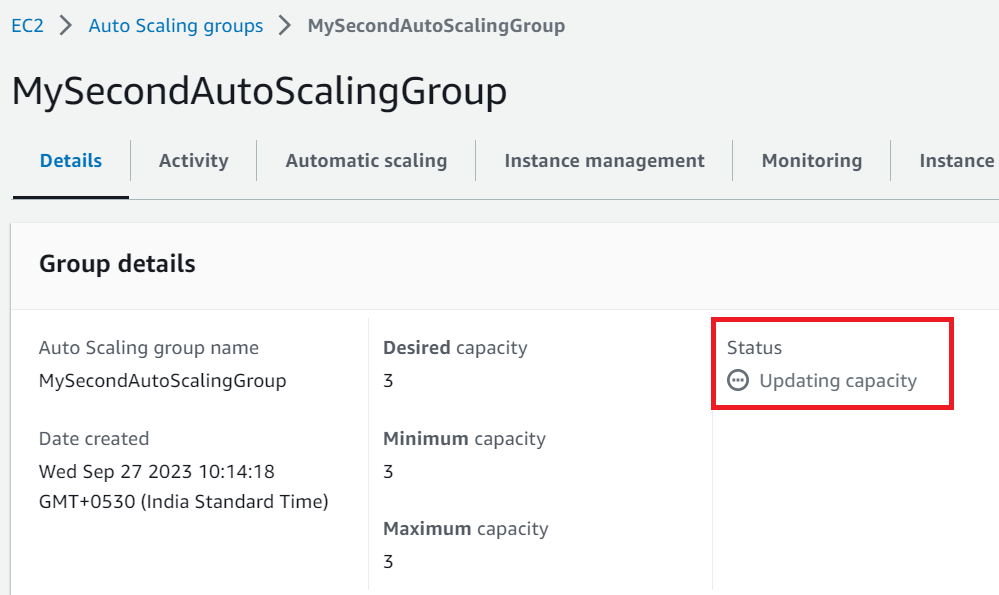 EC2 > Auto Scaling groups > MySecondAutoScalingGroup
MySecondAutoScalingGroup
Details Activity Automatic scaling Instance management Monitoring Instance
Group details
Auto Scaling group name
MySecondAutoScalingGroup
Date created
Wed Sep 27 2023 10:14:18
GMT+0530 (India Standard Time)
Desired capacity
3
Minimum capacity
3
Maximum capacity
3
Status
Updating capacity